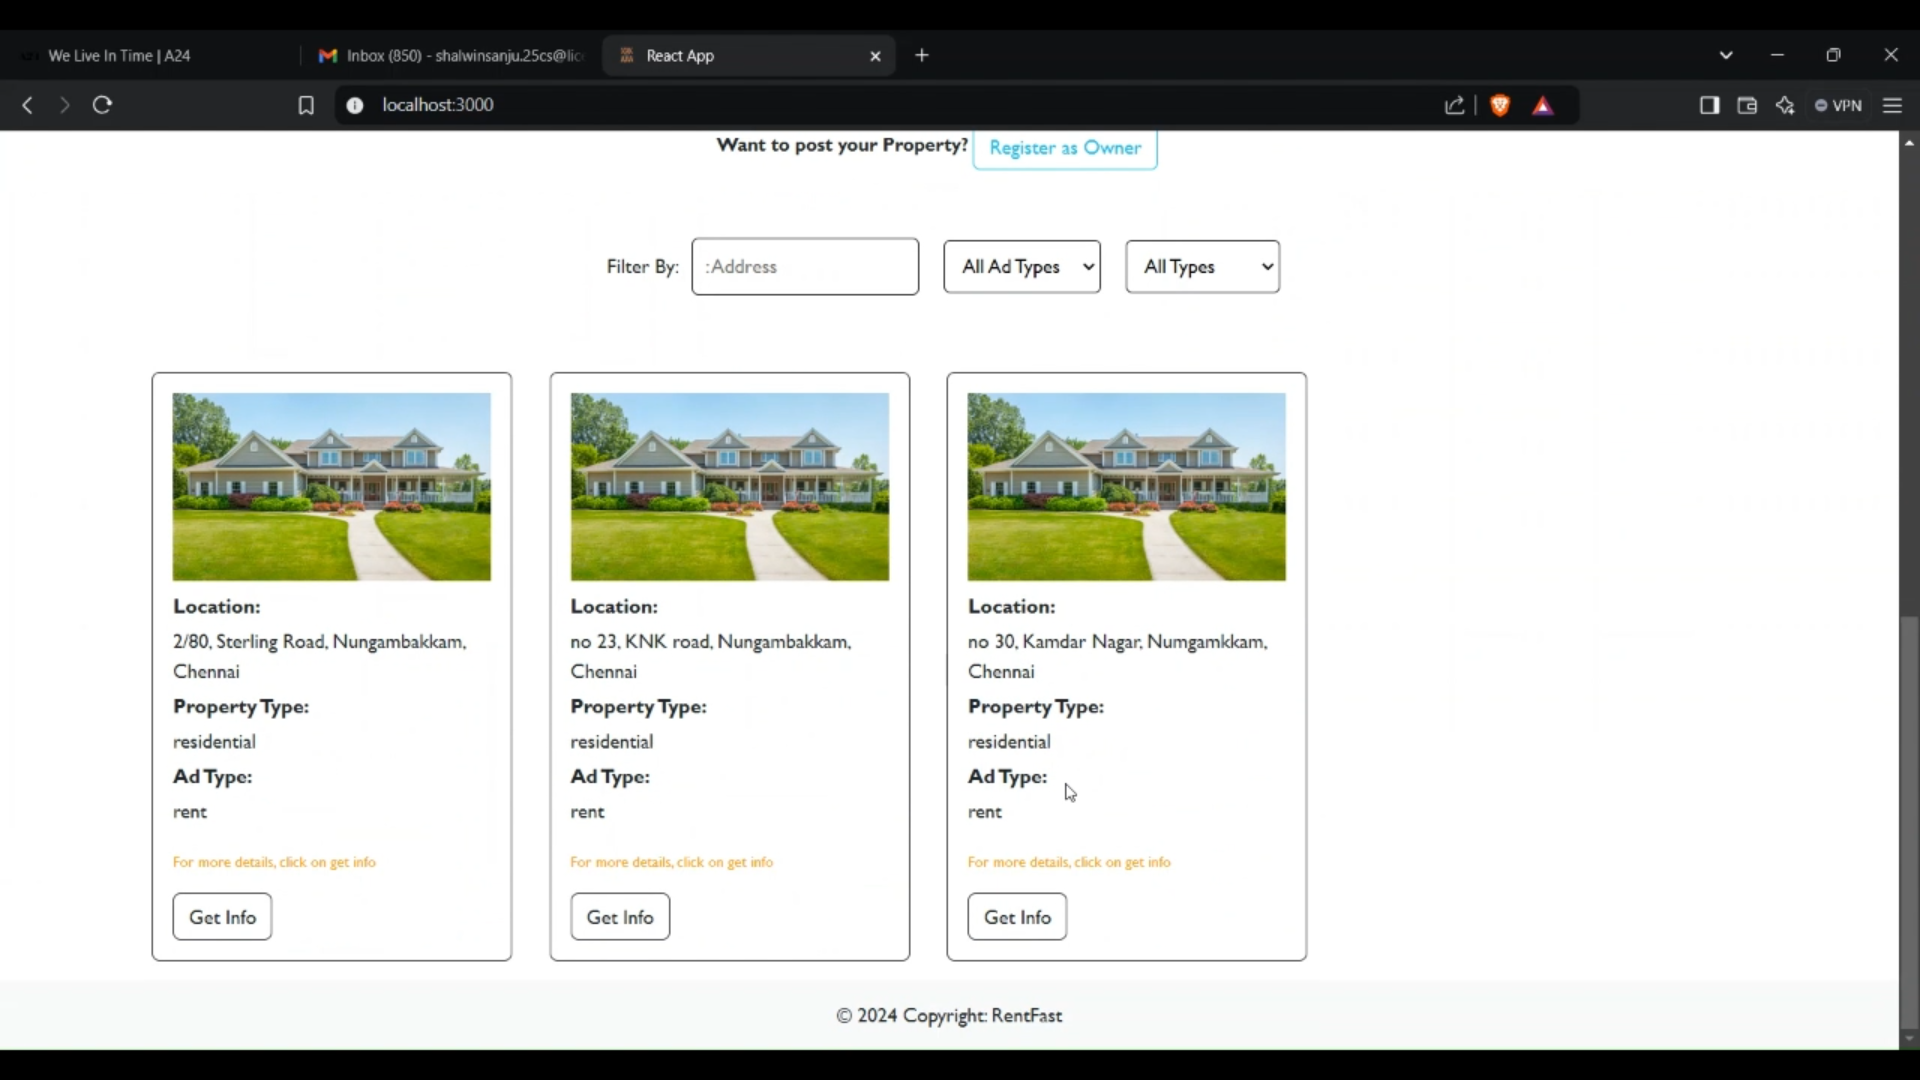 We Live In Time | A24
Inbox (850) - shalwinsanju.25cs@lic
React App
localhost:3000
VPN
Want to post your Property? Register as Owner
Filter By: :Address All Ad Types All Types
Location:
2/80, Sterling Road, Nungambakkam,
Chennai
Property Type:
residential
Ad Type:
rent
For more details, click on get info
Get Info
Location:
no 23, KNK road, Nungambakkam,
Chennai
Property Type:
residential
Ad Type:
rent
For more details, click on get info
Get Info
Location:
no 30, Kamdar Nagar, Numgamkkam,
Chennai
Property Type:
residential
Ad Type:
rent
For more details, click on get info
Get Info
© 2024 Copyright: RentFast